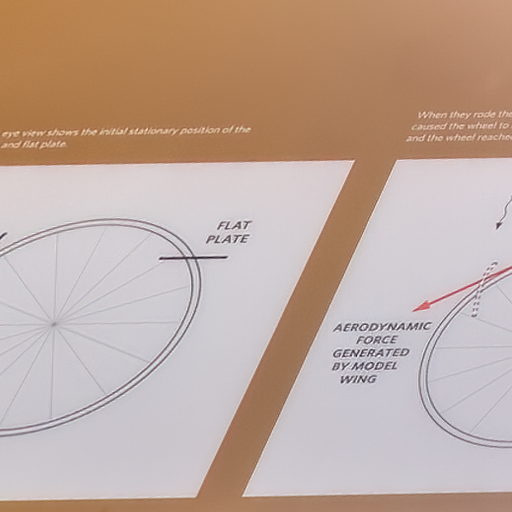 eye view shows the initial stationary position of the
and flat plate.
When they rode the
caused the wheel to
and the wheel reached
FLAT
PLATE
AERODYNAMIC
FORCE
GENERATED
BY MODEL
WING